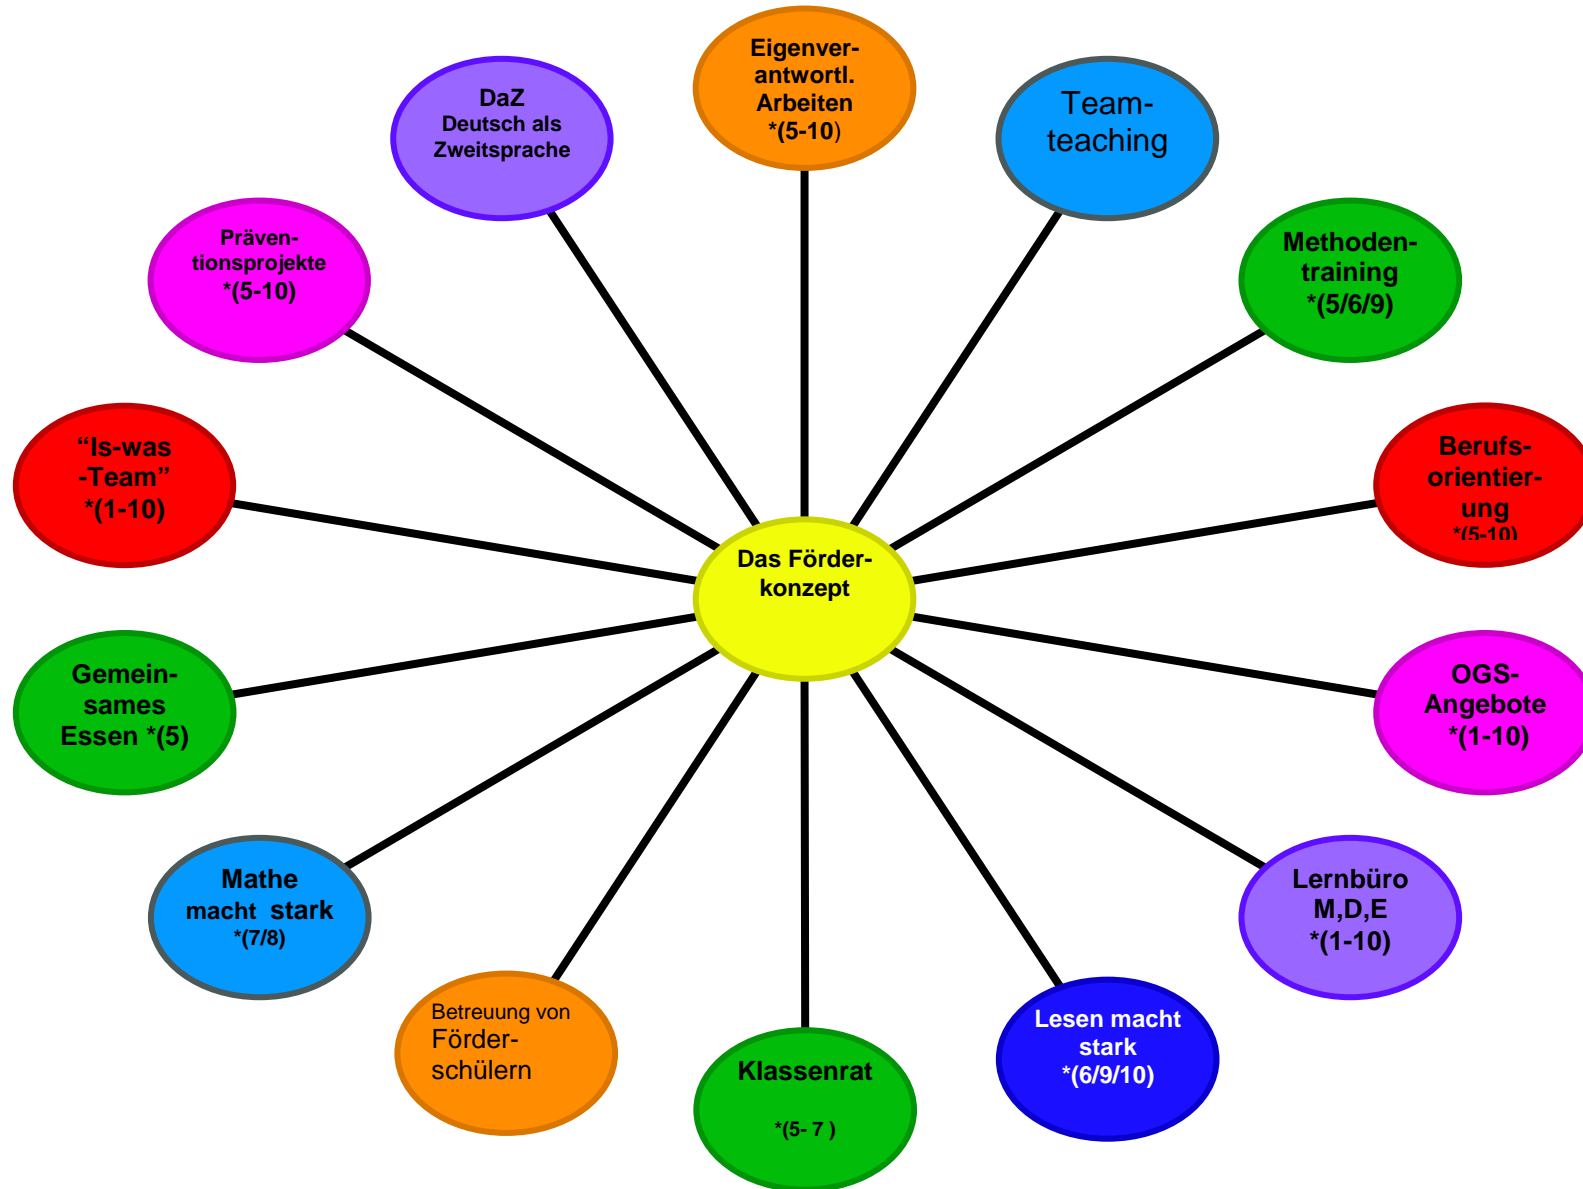 Eigenver-
antwortl.
Arbeiten
*(5-10)
Team-
teaching
Methoden-
training
*(5/6/9)
Berufs-
orientier-
ung
*(5-10)
OGS-
Angebote
*(1-10)
Lernbüro
M,D,E
*(1-10)
Lesen macht
stark
*(6/9/10)
Klassenrat
*(5- 7 )
Betreuung von
Förder-
schülern
Mathe
macht stark
*(7/8)
Gemein-
sames
Essen *(5)
“Is-was
-Team”
*(1-10)
Präven-
tionsprojekte
*(5-10)
DaZ
Deutsch als
Zweitsprache
Das Förder-
konzept